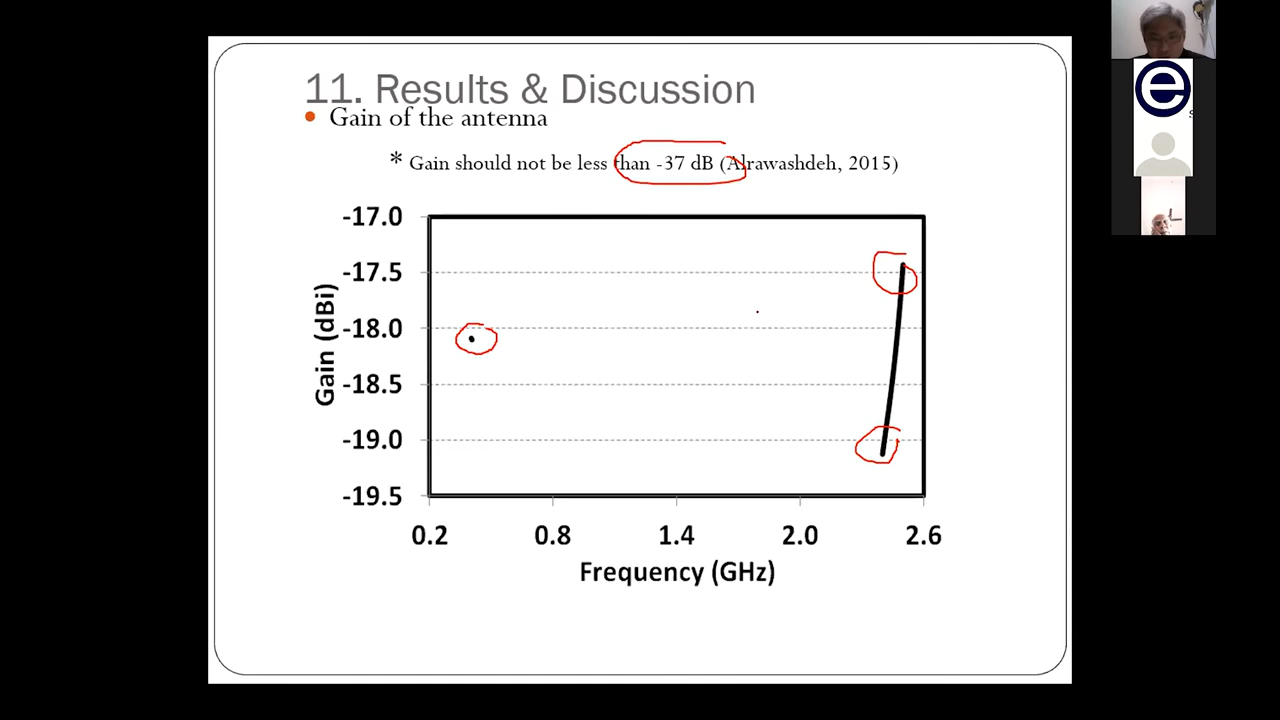 11. Results & Discussion
Gain of the antenna
* Gain should not be less than -37 dB (Alrawashdeh, 2015)
-17.0
-17.5
-18.0
-18.5
-19.0
-19.5
Gain (dBi)
0.2 0.8 1.4 2.0 2.6
Frequency (GHz)
e
s